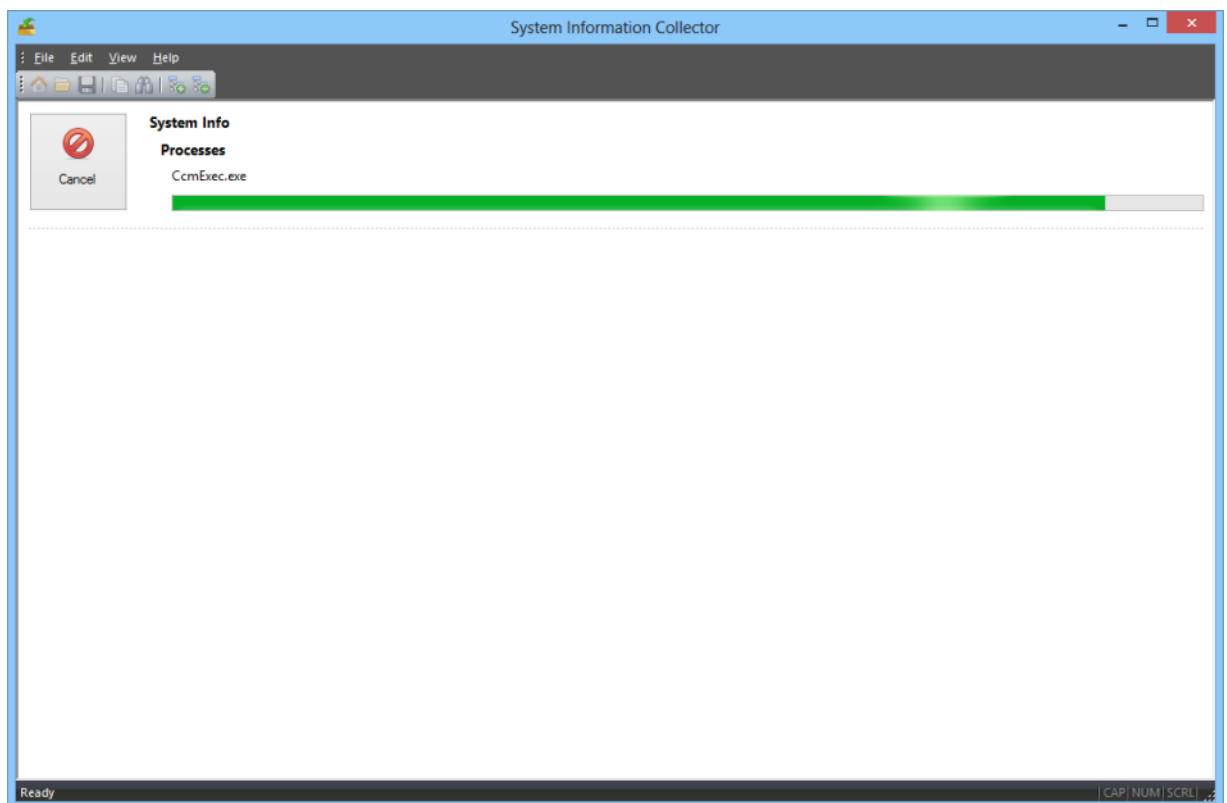 System Information Collector
File Edit View Help
System Info
Processes
Cancel
CcmExec.exe
Ready
CAP NUM SCRL